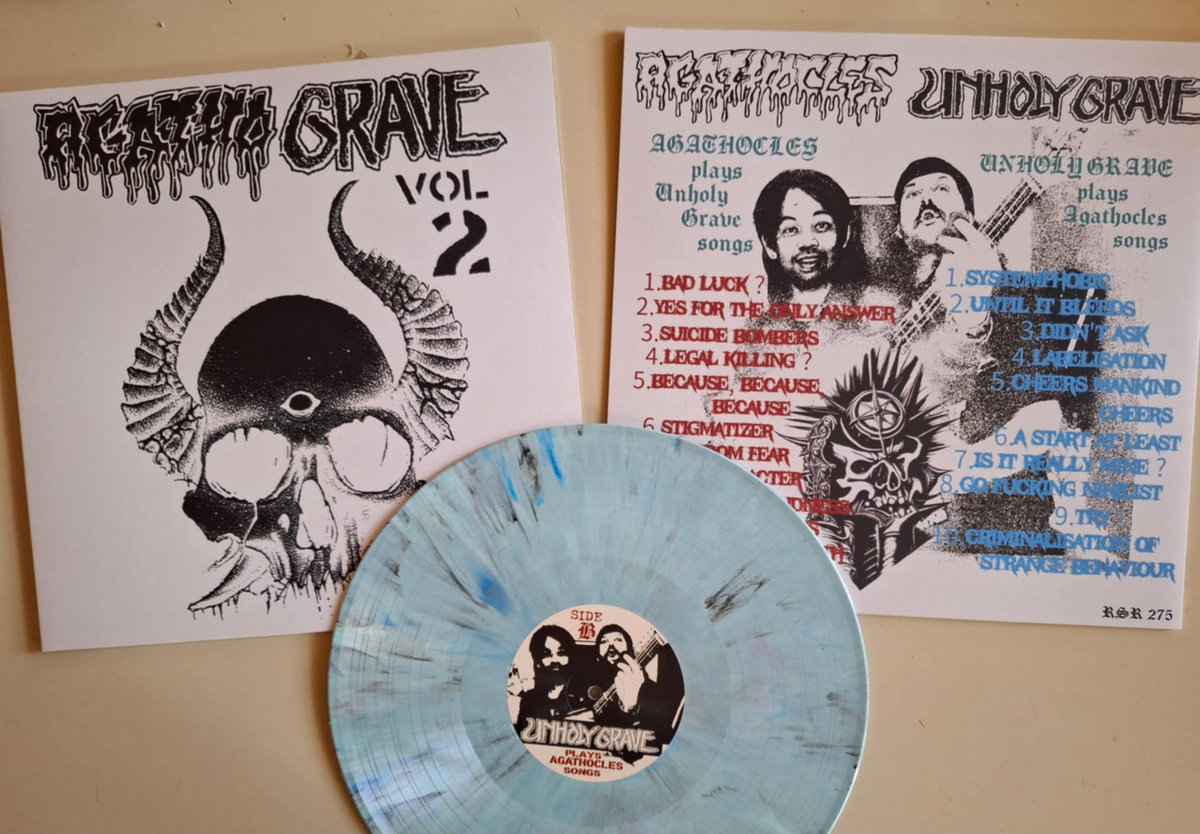 AGATHO GRAVE
VOL
2
AGATHOCLES
UNHOLY GRAVE
AGATHOCLES
plays
Unholy
Grave
songs
UNHOLY GRAVE
plays
Agathocles
songs
1.BAD LUCK ?
2.YES FOR THE ONLY ANSWER
3.SUICIDE BOMBERS
4.LEGAL KILLING ?
5.BECAUSE, BECAUSE,
BECAUSE
6.STIGMATIZER
FEAR
1.SYSTEMPHOBIC
2.UNTIL IT BLEEDS
3.DIDN'T ASK
4.LABELISATION
5.CHEERS MANKIND
CHEERS
6.A START AT LEAST
7.IS IT REALLY MINE ?
8.GO FUCKING NIHILIST
9.TRY
10.CRIMINALISATION OF
STRANGE BEHAVIOUR
RSR 275
SIDE
B
UNHOLY GRAVE
PLAYS
AGATHOCLES
SONGS